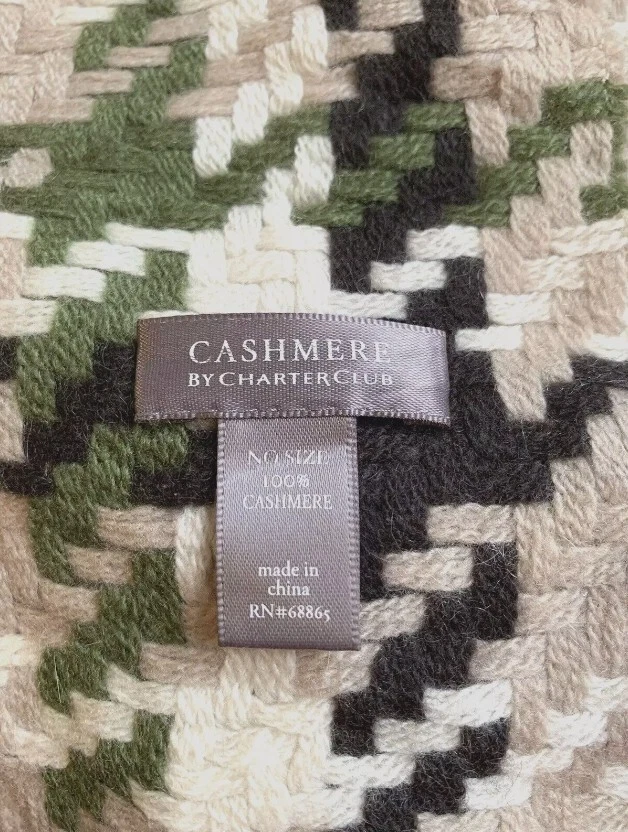 CASHMERE
BY CHARTER CLUB
NO SIZE
100%
CASHMERE
made in
china
RN#68865